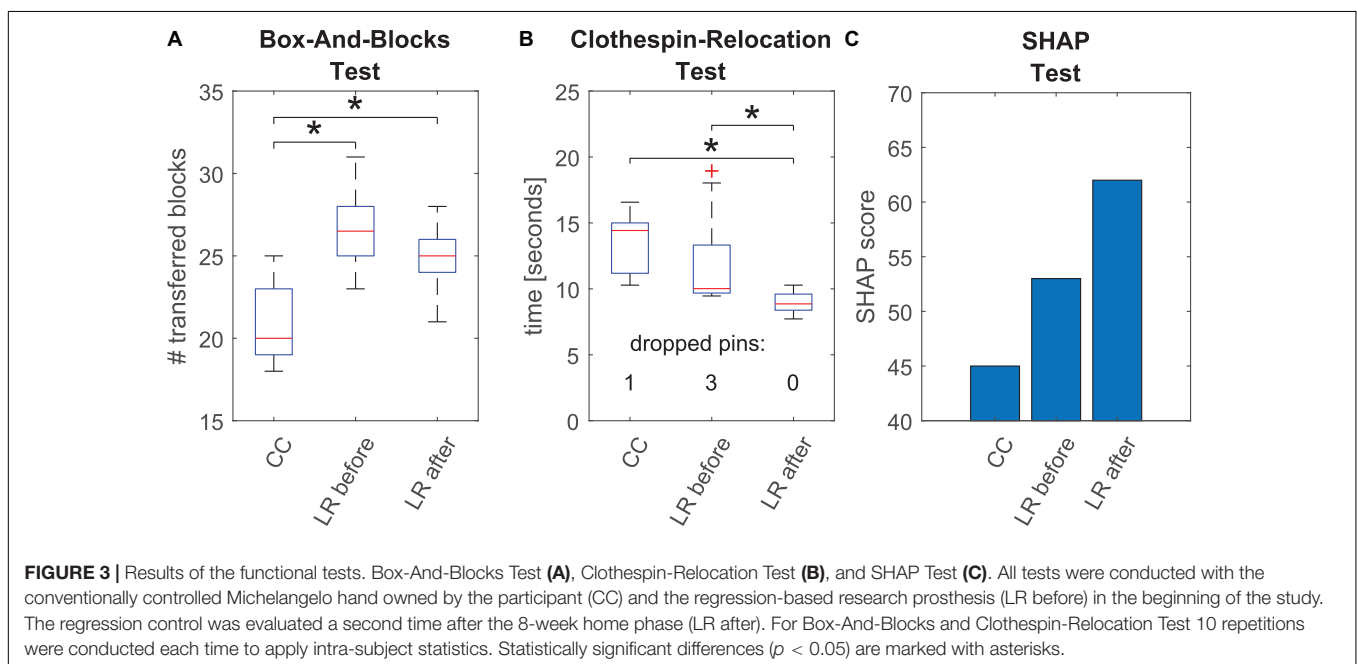 A
Box-And-Blocks
Test
# transferred blocks
35
30
25
20
15
*
*
CC
LR before
LR after
B
Clothespin-Relocation
Test
time [seconds]
25
20
15
10
5
0
*
*
+
dropped pins:
1 3 0
CC
LR before
LR after
C
SHAP
Test
SHAP score
70
65
60
55
50
45
40
CC
LR before
LR after
FIGURE 3 | Results of the functional tests. Box-And-Blocks Test (A), Clothespin-Relocation Test (B), and SHAP Test (C). All tests were conducted with the
conventionally controlled Michelangelo hand owned by the participant (CC) and the regression-based research prosthesis (LR before) in the beginning of the study.
The regression control was evaluated a second time after the 8-week home phase (LR after). For Box-And-Blocks and Clothespin-Relocation Test 10 repetitions
were conducted each time to apply intra-subject statistics. Statistically significant differences (p < 0.05) are marked with asterisks.